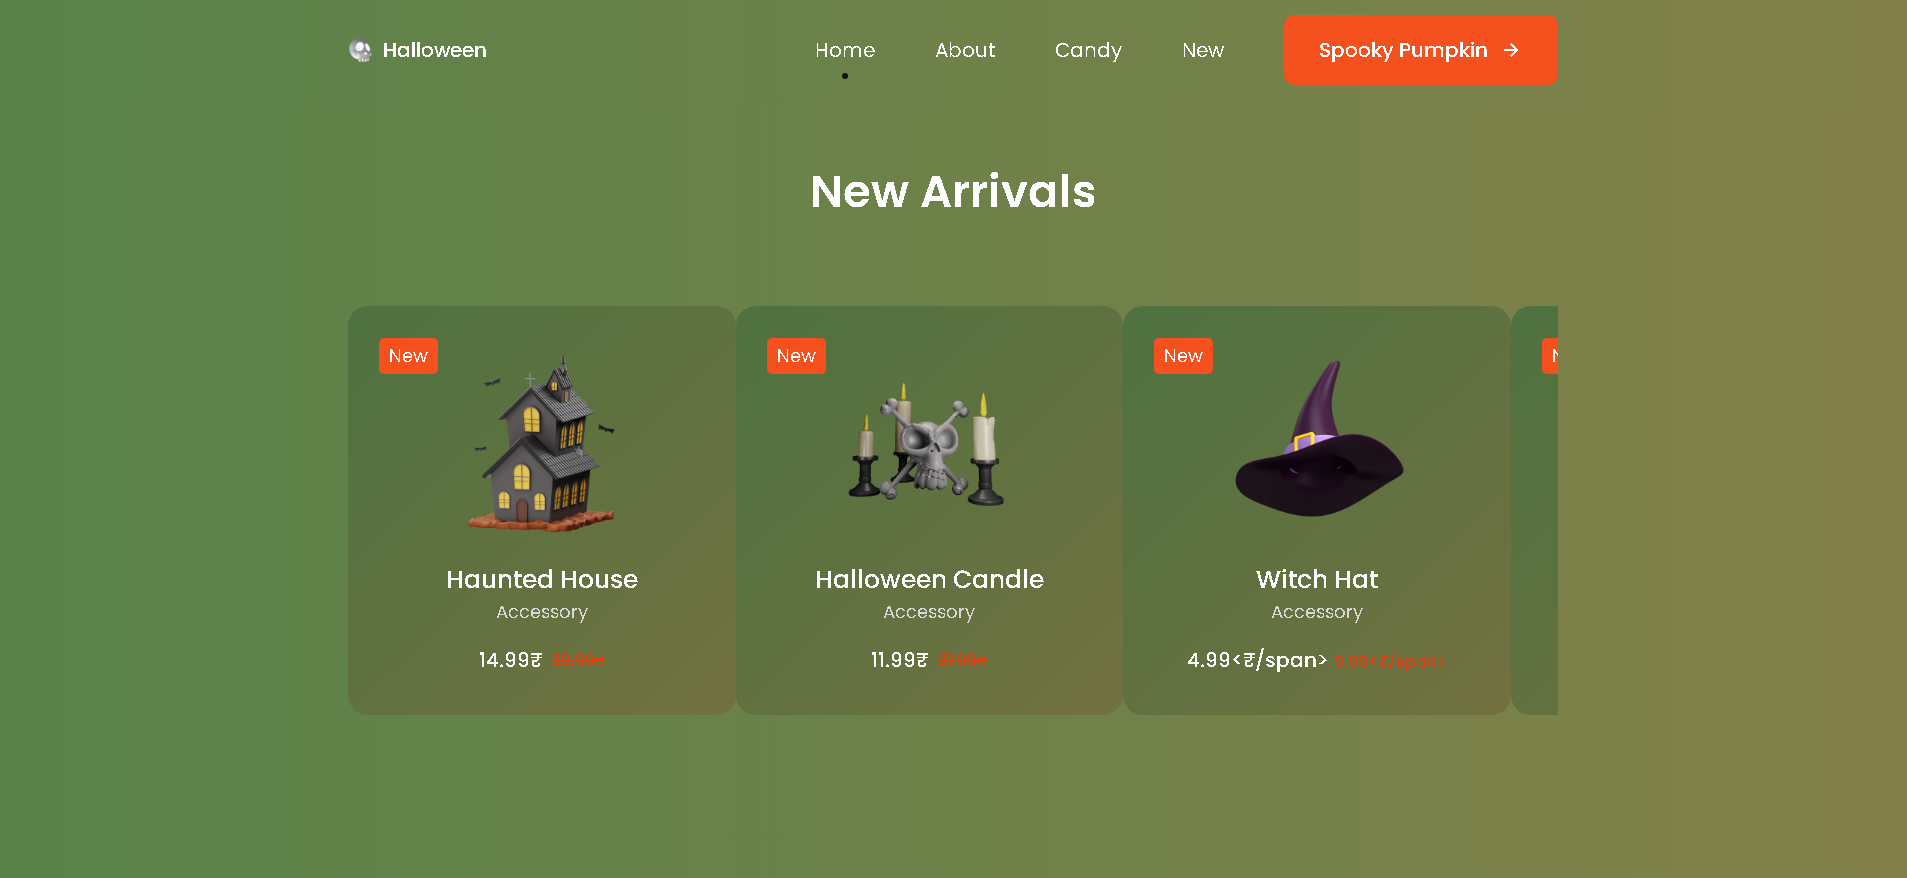 Halloween
Home
About
Candy
New
Spooky Pumpkin
New Arrivals
New
New
New
Haunted House
Accessory
14.99₹ 29.99₹
Halloween Candle
Accessory
11.99₹ 21.99₹
Witch Hat
Accessory
4.99<₹/span> 9.99<₹/span>